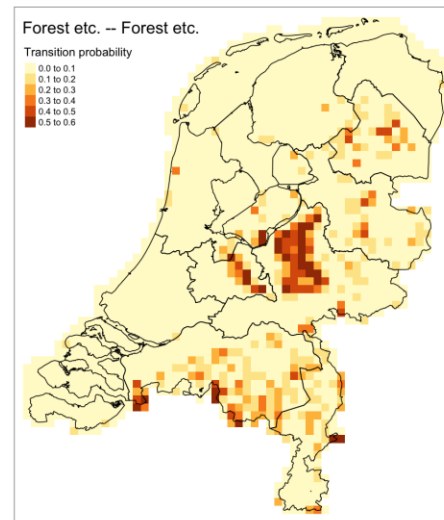 Forest etc. -- Forest etc.
Transition probability
0.0 to 0.1
0.1 to 0.2
0.2 to 0.3
0.3 to 0.4
0.4 to 0.5
0.5 to 0.6